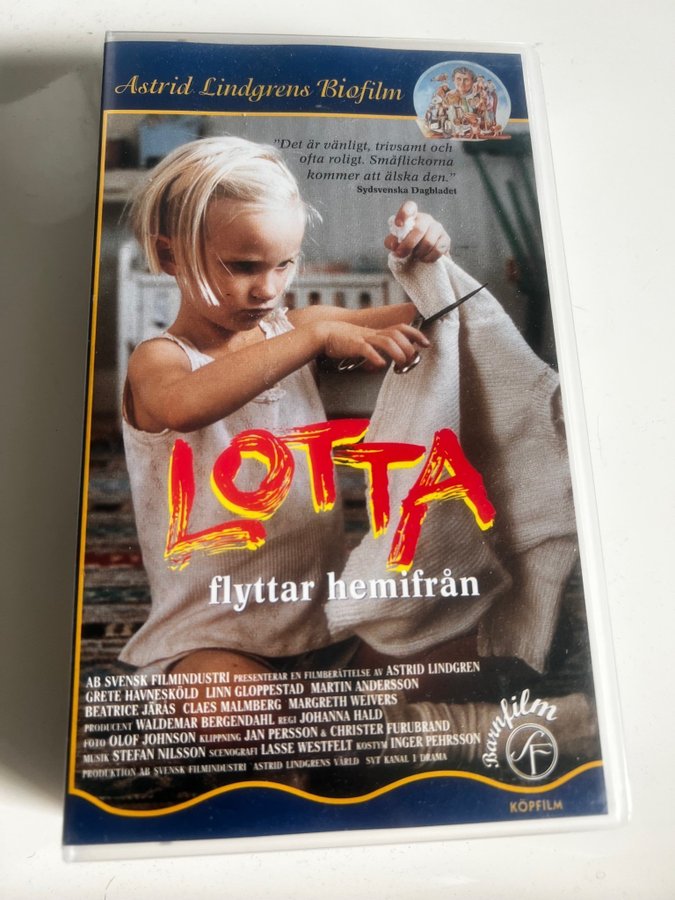 Astrid Lindgrens Biofilm
"Det är vänligt, trivsamt och
ofta roligt. Småflickorna
kommer att älska den."
Sydsvenska Dagbladet
LOTTA
flyttar hemifrån
AB SVENSK FILMINDUSTRI PRESENTERAR EN FILMBERÄTTELSE AV ASTRID LINDGREN
GRETE HAVNESKÖLD LINN GLOPPESTAD MARTIN ANDERSSON
BEATRICE JÄRÅS CLAES MALMBERG MARGRETH WEIVERS
PRODUCENT WALDEMAR BERGENDAHL REGI JOHANNA HALD
FOTO OLOF JOHNSON KLIPPNING JAN PERSSON & CHRISTER FURUBRAND
MUSIK STEFAN NILSSON SCENOGRAFI LASSE WESTFELT KOSTYM INGER PEHRSSON
PRODUKTION AB SVENSK FILMINDUSTRI ASTRID LINDGRENS VÄRLD SVT KANAL 1 DRAMA
Barnfilm
SF
KÖPFILM